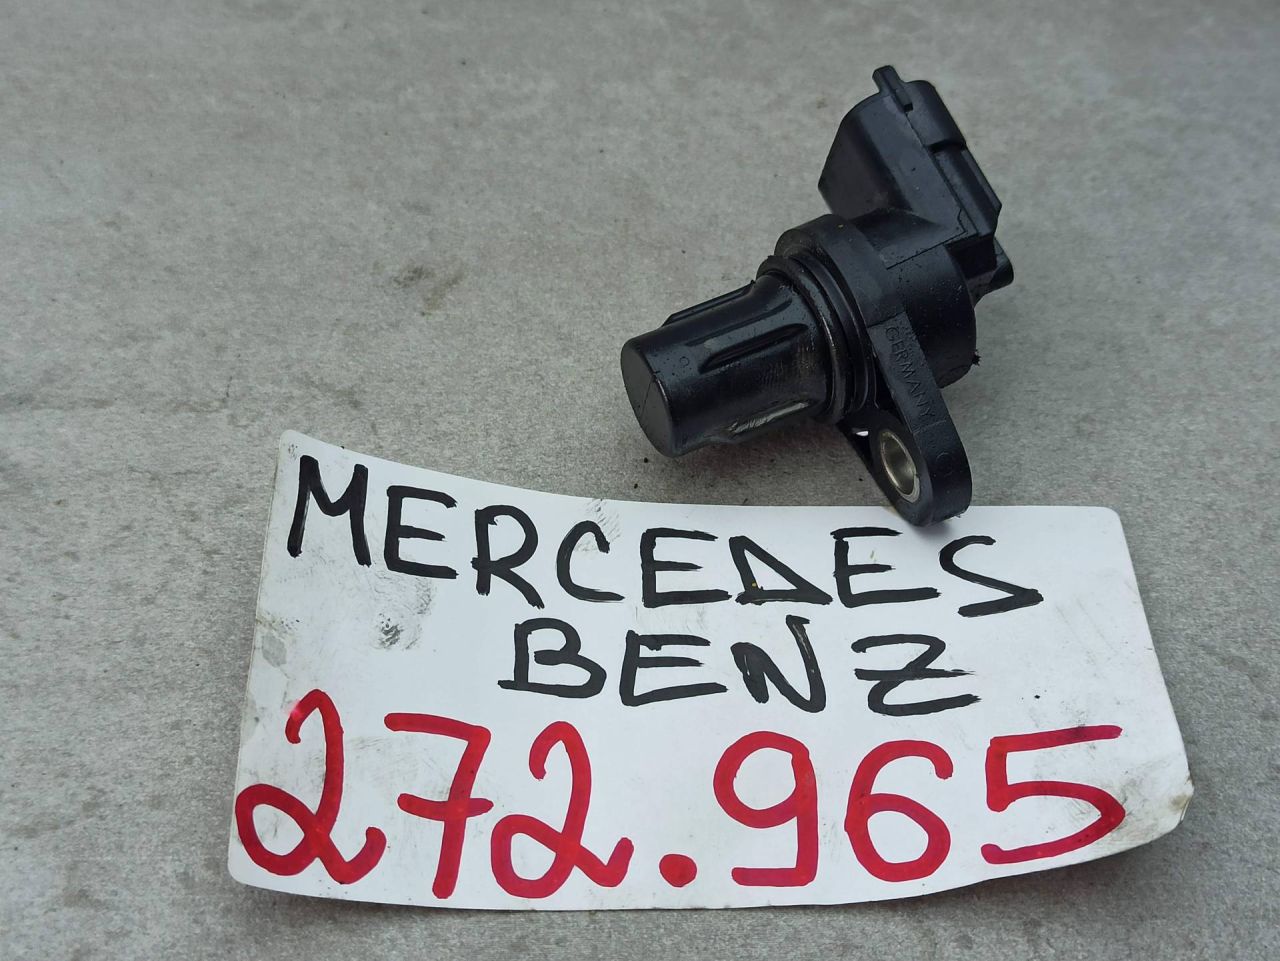 GERMANY
MERCEDES
BENZ
272.965